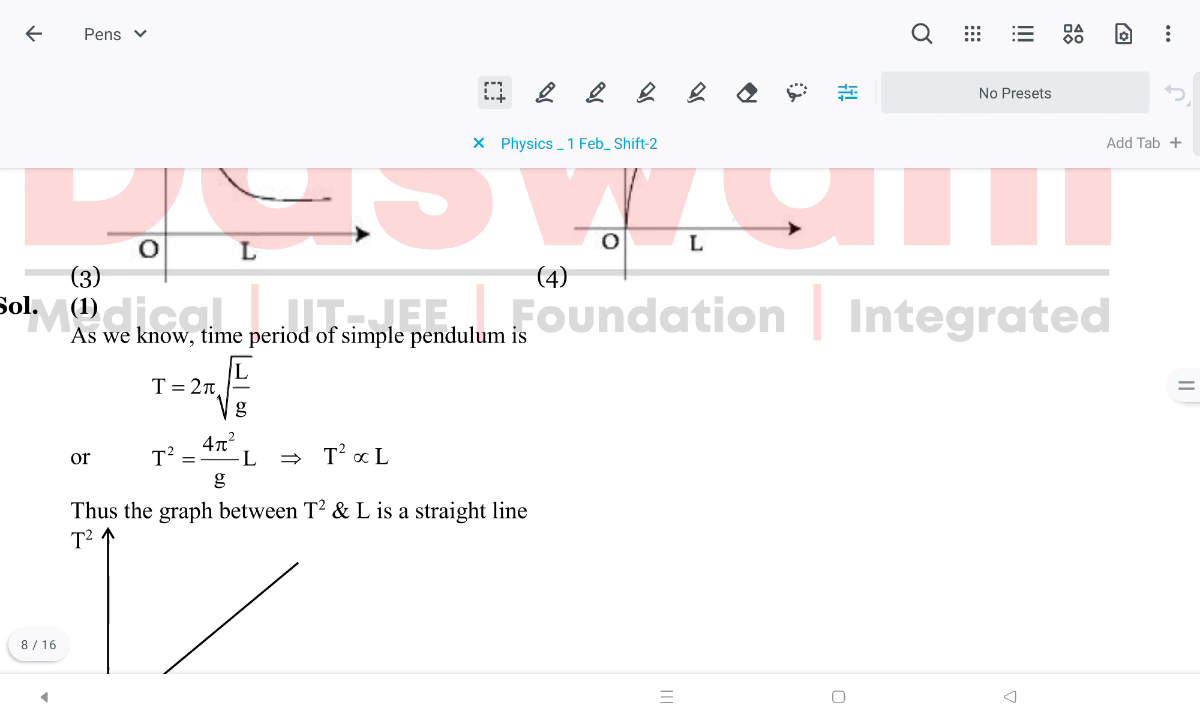 Pens
No Presets
Physics _ 1 Feb_ Shift-2
Add Tab +
O L
O L
(3) (4)
Sol. (1)
Medical | IIT-JEE | Foundation | Integrated
As we know, time period of simple pendulum is
T = 2π√(L/g)
or T² = (4π²/g) L ⇒ T² ∝ L
Thus the graph between T² & L is a straight line
T²
8 / 16